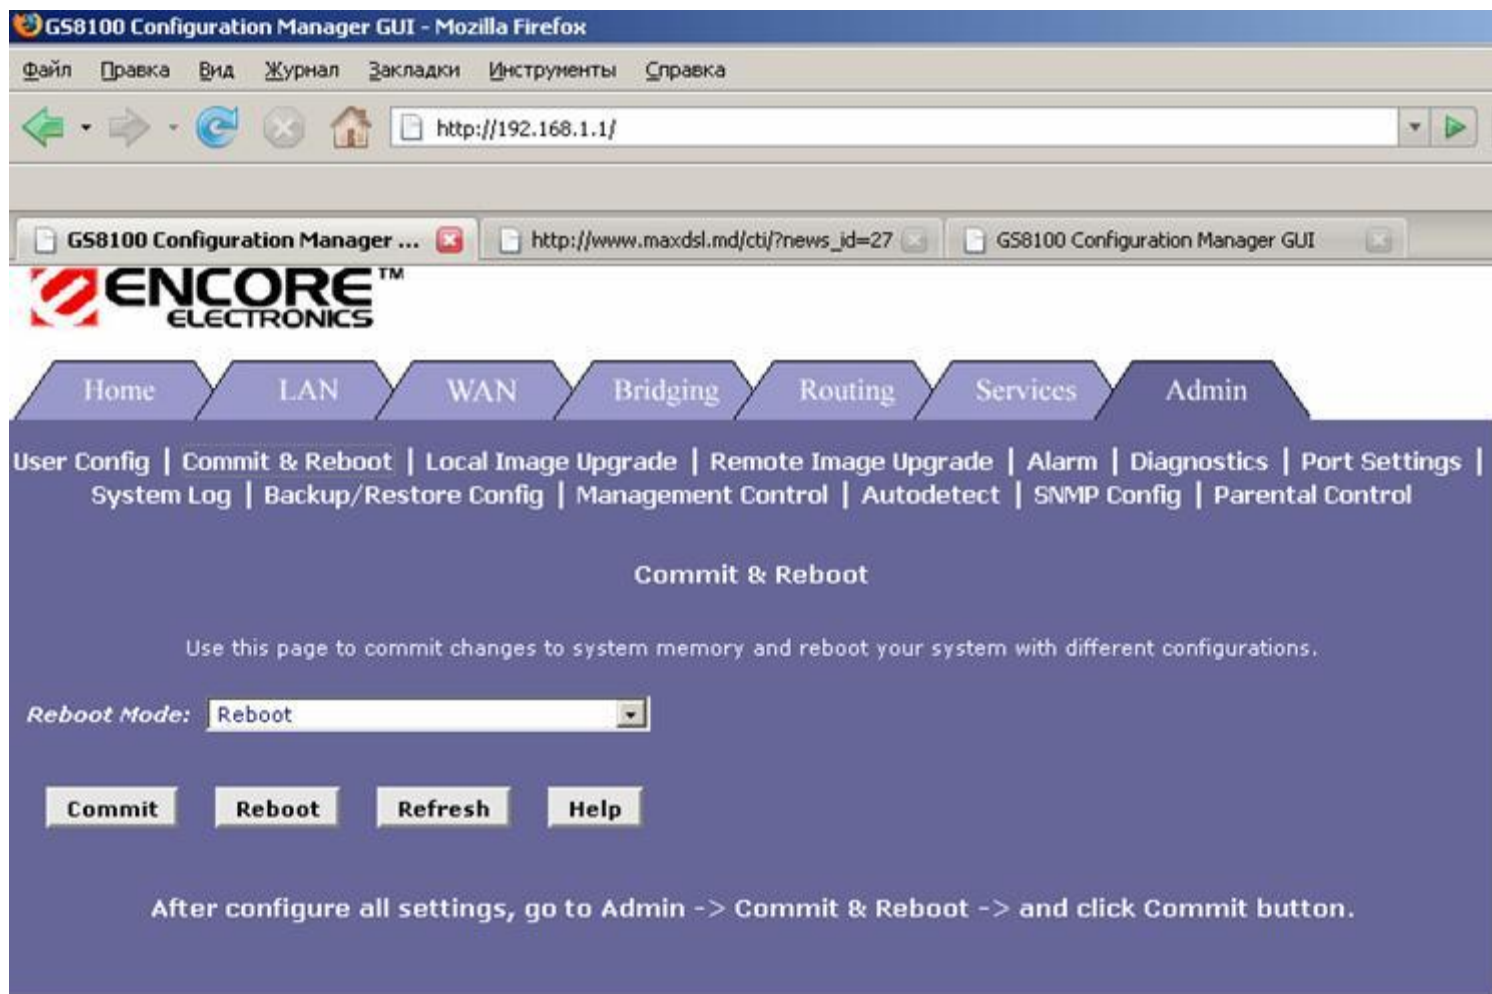 GS8100 Configuration Manager GUI - Mozilla Firefox
Файл Правка Вид Журнал Закладки Инструменты Справка
http://192.168.1.1/
GS8100 Configuration Manager ... http://www.maxdsl.md/cti/?news_id=27 GS8100 Configuration Manager GUI
ENCORE™
ELECTRONICS
Home LAN WAN Bridging Routing Services Admin
User Config | Commit & Reboot | Local Image Upgrade | Remote Image Upgrade | Alarm | Diagnostics | Port Settings |
System Log | Backup/Restore Config | Management Control | Autodetect | SNMP Config | Parental Control
Commit & Reboot
Use this page to commit changes to system memory and reboot your system with different configurations.
Reboot Mode: Reboot
Commit Reboot Refresh Help
After configure all settings, go to Admin -> Commit & Reboot -> and click Commit button.